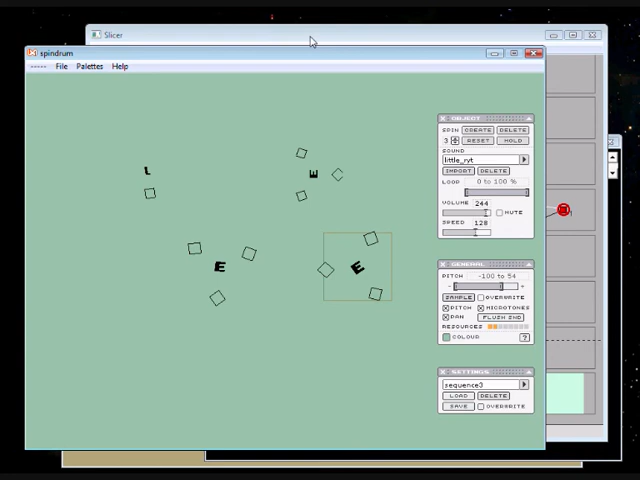 Slicer
spindrum
----- File Palettes Help
OBJECT
SPIN CREATE DELETE
3 RESET HOLD
SOUND
little_ryt
IMPORT DELETE
LOOP 0 to 100 %
VOLUME 244
MUTE
SPEED 128
GENERAL
PITCH -100 to 54
- +
SAMPLE OVERWRITE
PITCH MICROTONES
PAN FLUSH SND
RESOURCES
COLOUR ?
SETTINGS
sequence3
LOAD DELETE
SAVE OVERWRITE
L
E
E
E